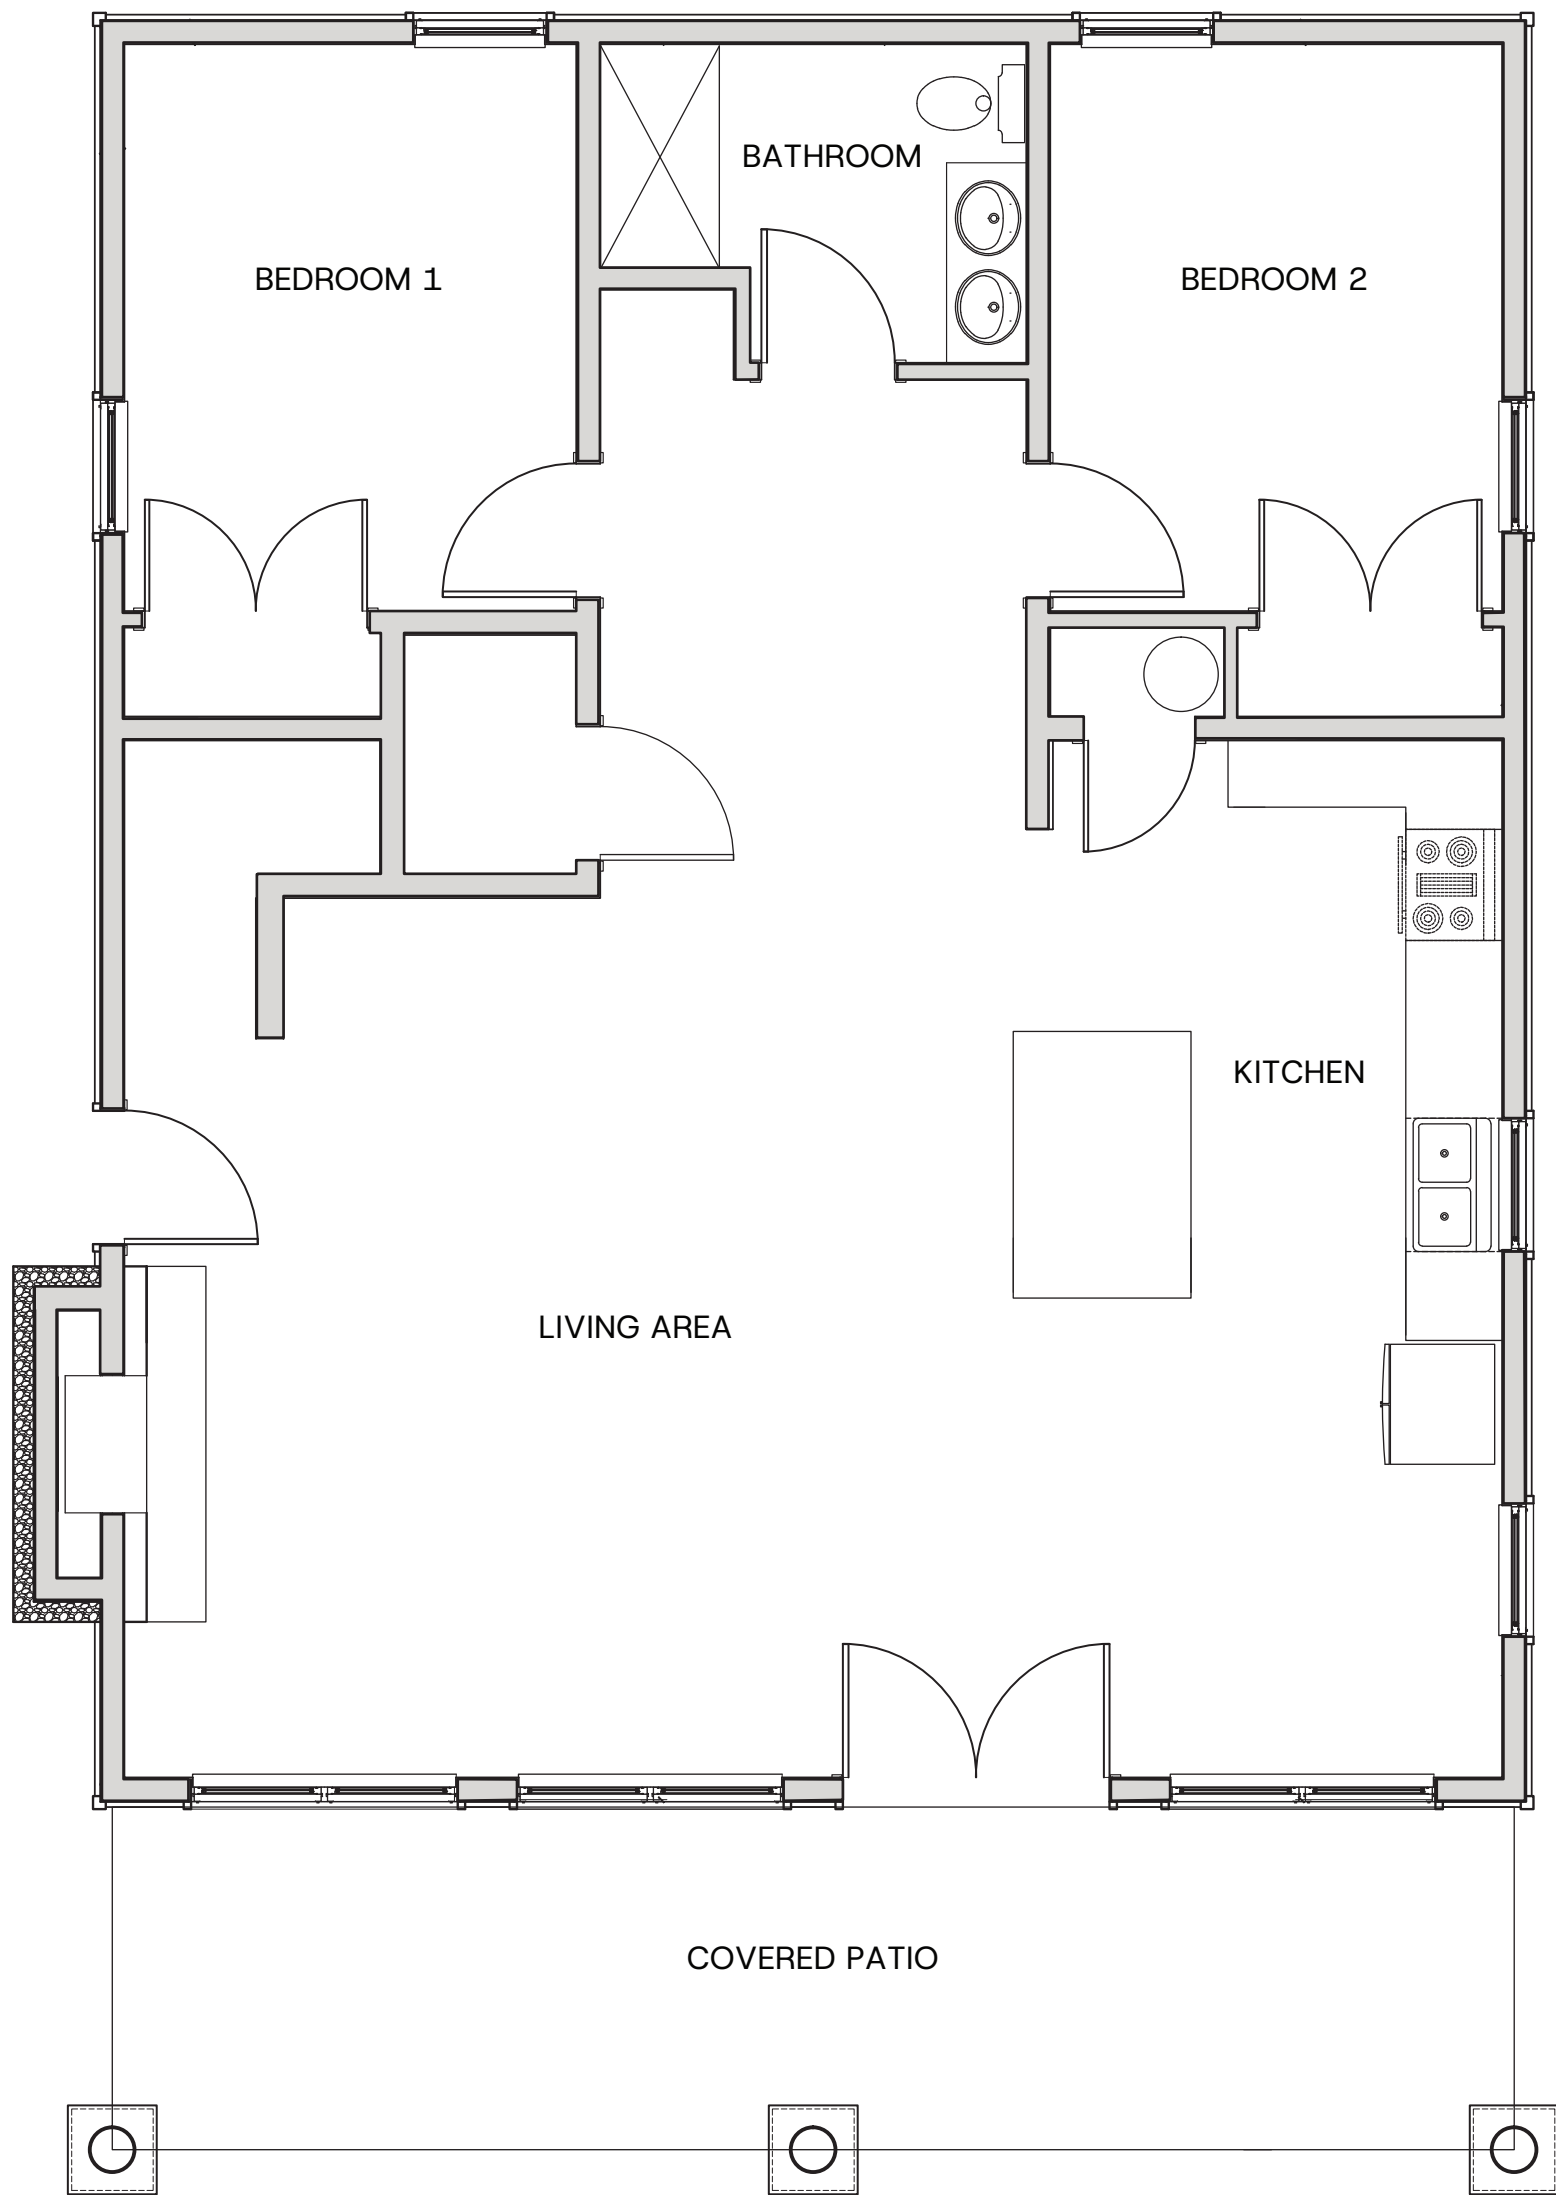 BATHROOM
BEDROOM 1
BEDROOM 2
KITCHEN
LIVING AREA
COVERED PATIO